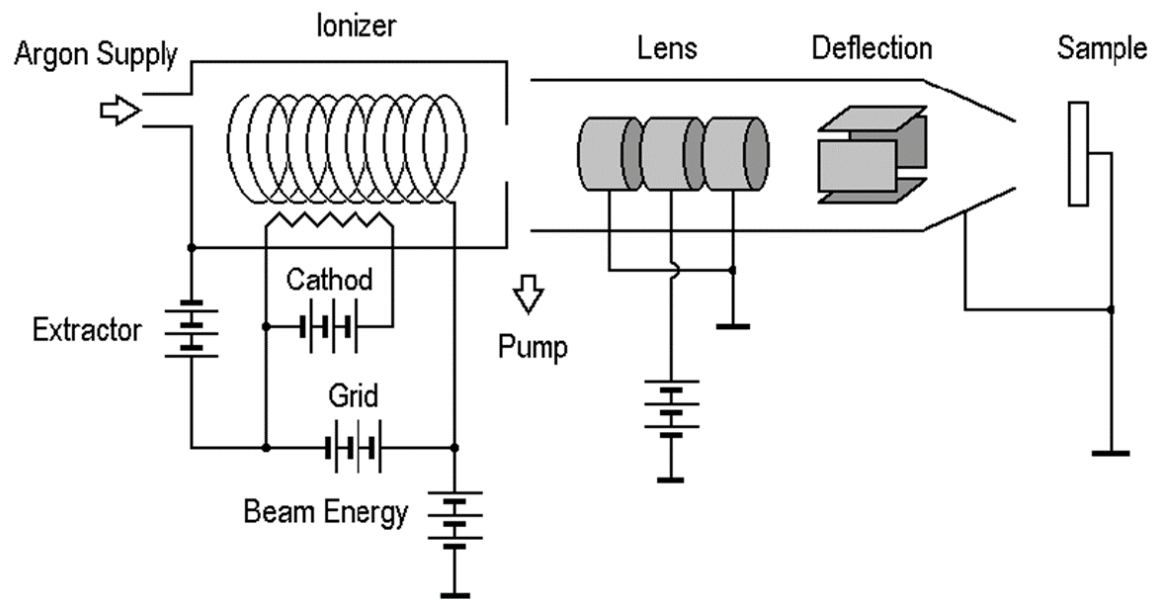 Ionizer
Argon Supply
Lens
Deflection
Sample
Cathod
Extractor
Pump
Grid
Beam Energy